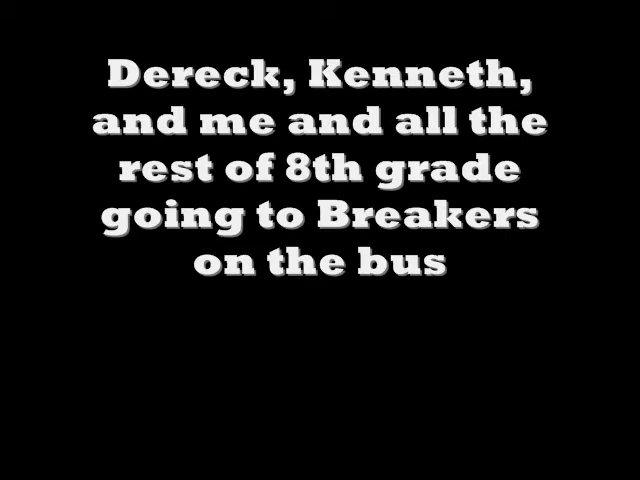 Dereck, Kenneth,
and me and all the
rest of 8th grade
going to Breakers
on the bus